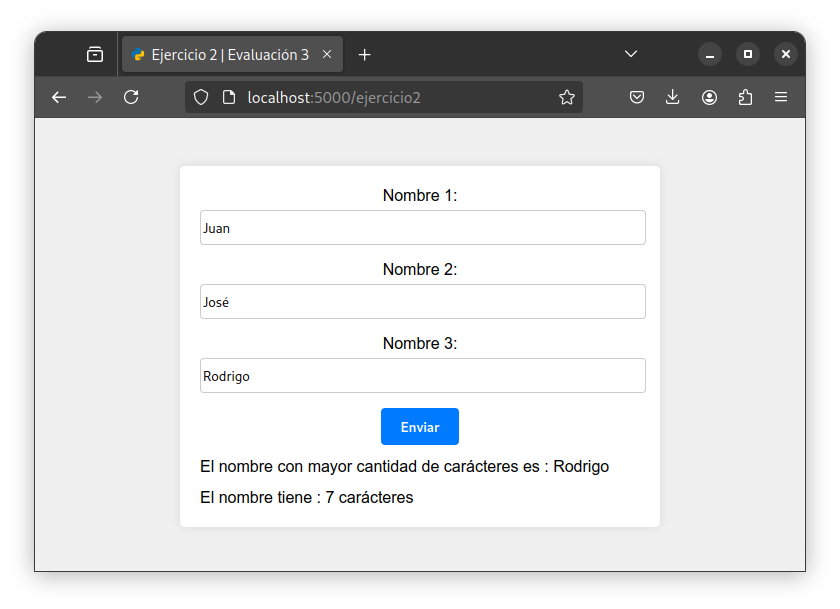 Ejercicio 2 | Evaluación 3
localhost:5000/ejercicio2
Nombre 1:
Juan
Nombre 2:
José
Nombre 3:
Rodrigo
Enviar
El nombre con mayor cantidad de carácteres es : Rodrigo
El nombre tiene : 7 carácteres